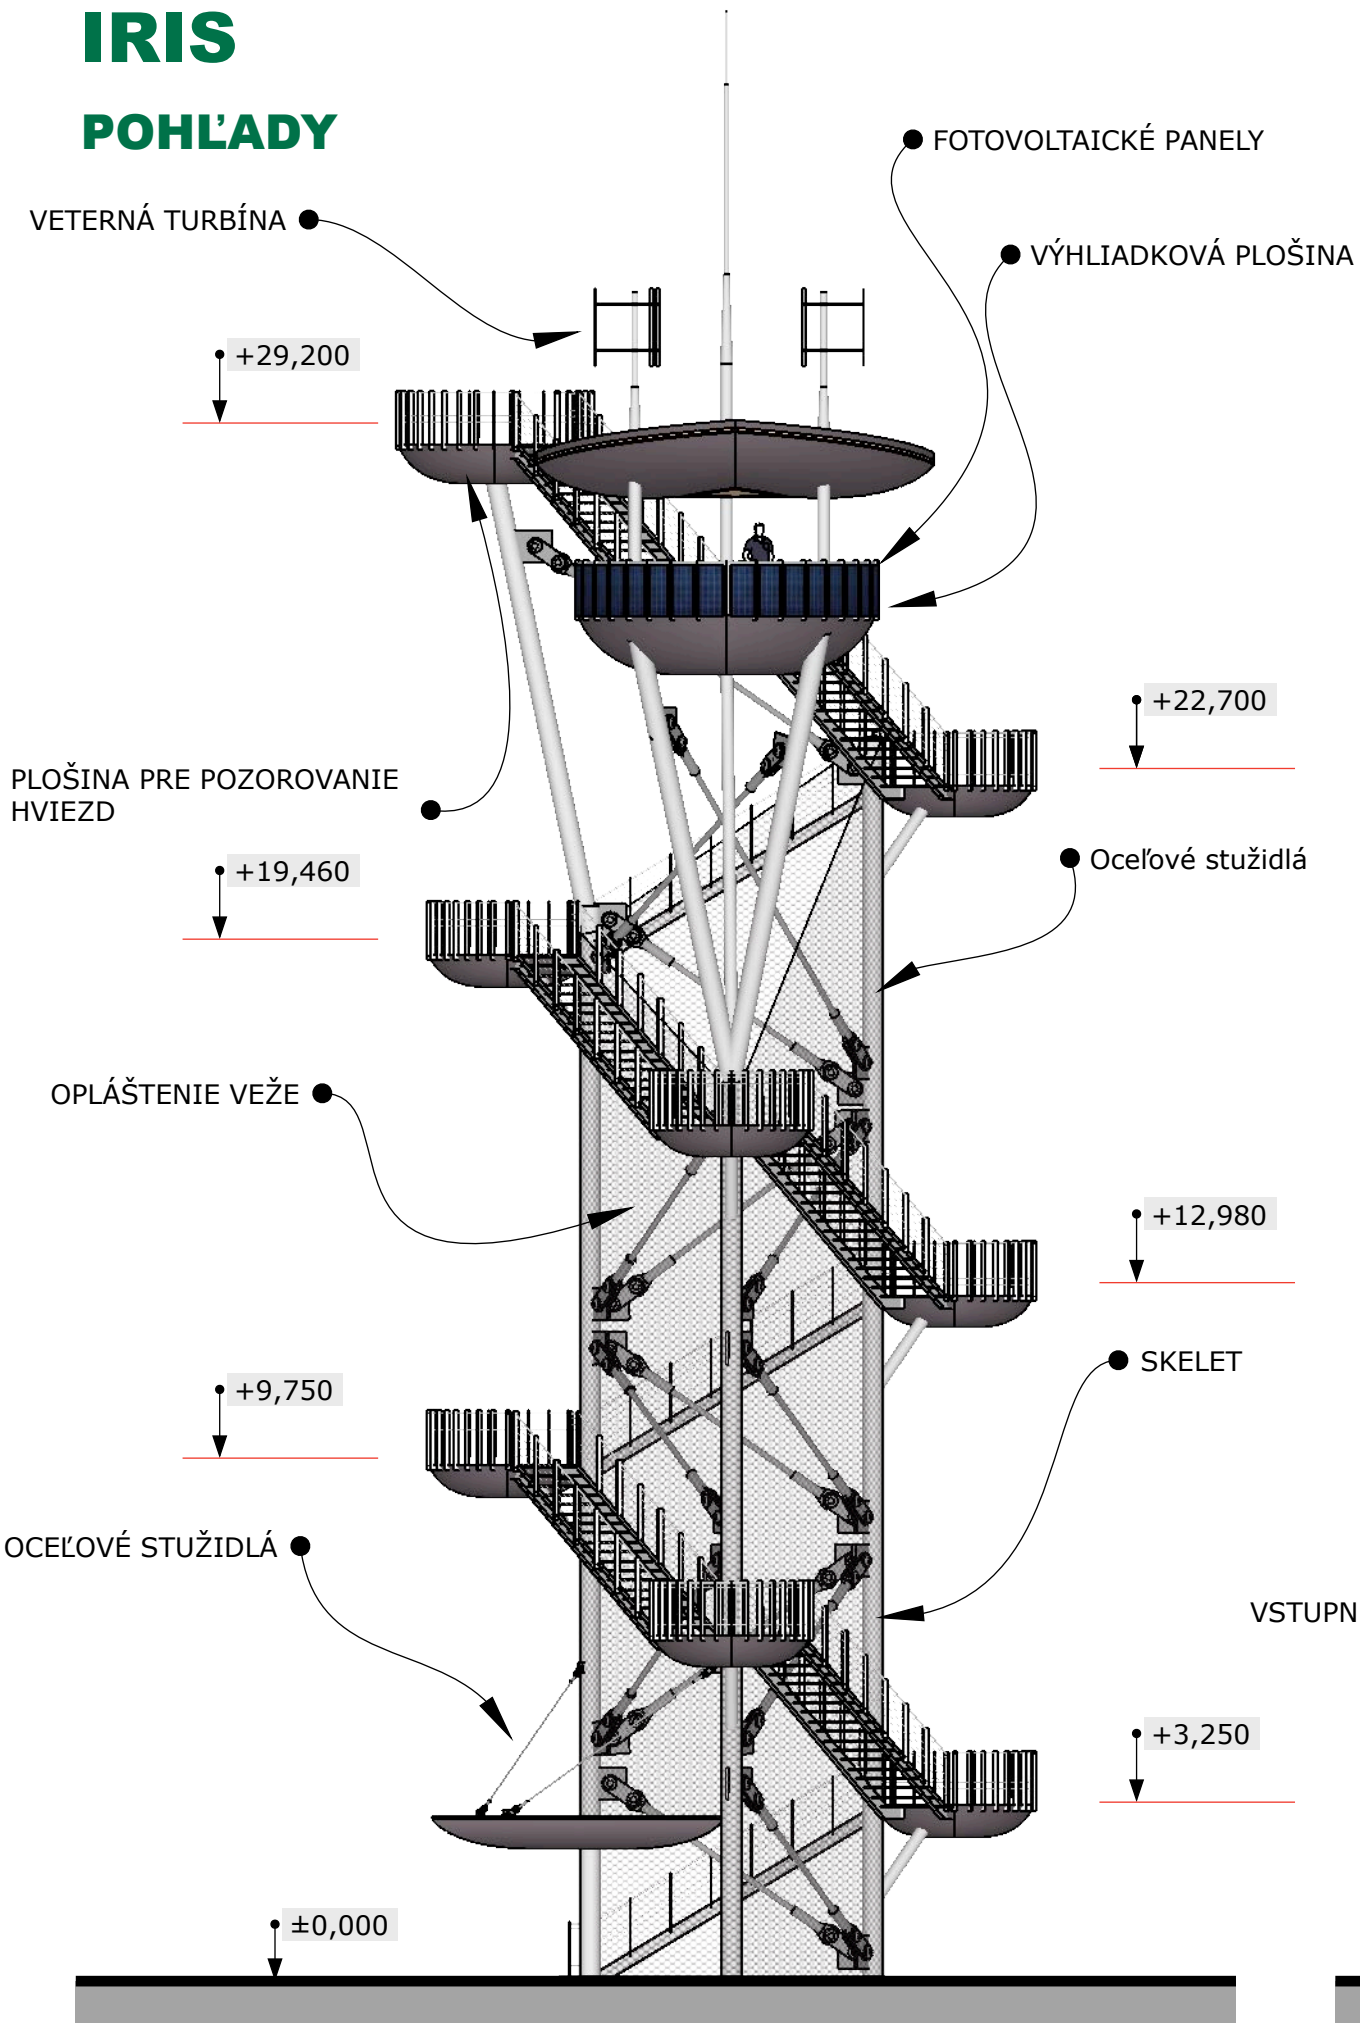 IRIS
POHĽADY
FOTOVOLTAICKÉ PANELY
VETERNÁ TURBÍNA
VÝHLIADKOVÁ PLOŠINA
+29,200
+22,700
PLOŠINA PRE POZOROVANIE
HVIEZD
Oceľové stužidlá
+19,460
OPLÁŠTENIE VEŽE
+12,980
SKELET
+9,750
OCEĽOVÉ STUŽIDLÁ
VSTUPN
+3,250
±0,000